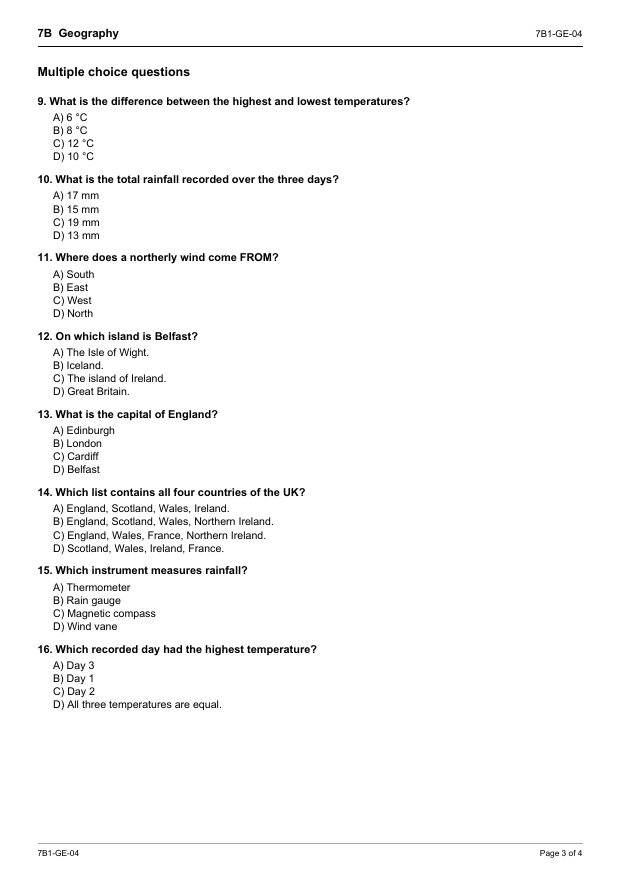 7B Geography
7B1-GE-04
Multiple choice questions
9. What is the difference between the highest and lowest temperatures?
A) 6 °C
B) 8 °C
C) 12 °C
D) 10 °C
10. What is the total rainfall recorded over the three days?
A) 17 mm
B) 15 mm
C) 19 mm
D) 13 mm
11. Where does a northerly wind come FROM?
A) South
B) East
C) West
D) North
12. On which island is Belfast?
A) The Isle of Wight.
B) Iceland.
C) The island of Ireland.
D) Great Britain.
13. What is the capital of England?
A) Edinburgh
B) London
C) Cardiff
D) Belfast
14. Which list contains all four countries of the UK?
A) England, Scotland, Wales, Ireland.
B) England, Scotland, Wales, Northern Ireland.
C) England, Wales, France, Northern Ireland.
D) Scotland, Wales, Ireland, France.
15. Which instrument measures rainfall?
A) Thermometer
B) Rain gauge
C) Magnetic compass
D) Wind vane
16. Which recorded day had the highest temperature?
A) Day 3
B) Day 1
C) Day 2
D) All three temperatures are equal.
7B1-GE-04
Page 3 of 4